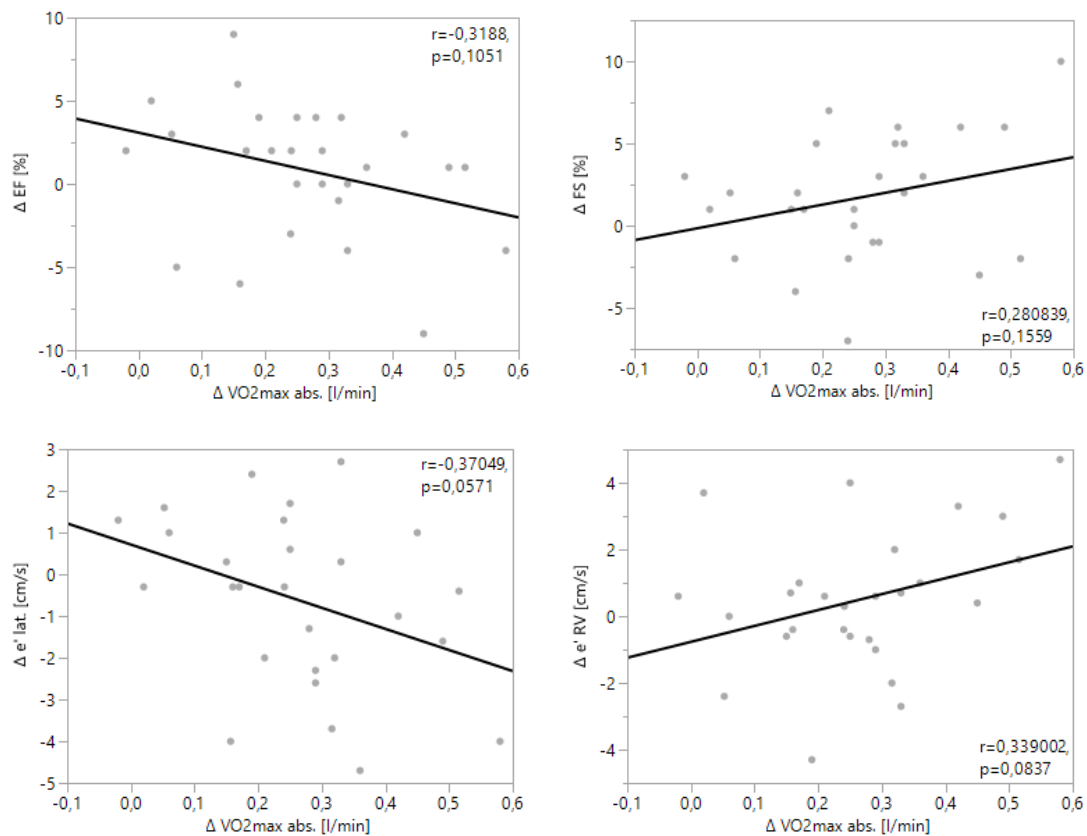 10
5
0
-5
-10
Δ EF [%]
r=-0,3188,
p=0,1051
-0,1 0,0 0,1 0,2 0,3 0,4 0,5 0,6
Δ VO2max abs. [l/min]
10
5
0
-5
Δ FS [%]
r=0,280839,
p=0,1559
-0,1 0,0 0,1 0,2 0,3 0,4 0,5 0,6
Δ VO2max abs. [l/min]
3
2
1
0
-1
-2
-3
-4
-5
Δ e' lat. [cm/s]
r=-0,37049,
p=0,0571
-0,1 0,0 0,1 0,2 0,3 0,4 0,5 0,6
Δ VO2max abs. [l/min]
4
2
0
-2
-4
Δ e' RV [cm/s]
r=0,339002,
p=0,0837
-0,1 0,0 0,1 0,2 0,3 0,4 0,5 0,6
Δ VO2max abs. [l/min]